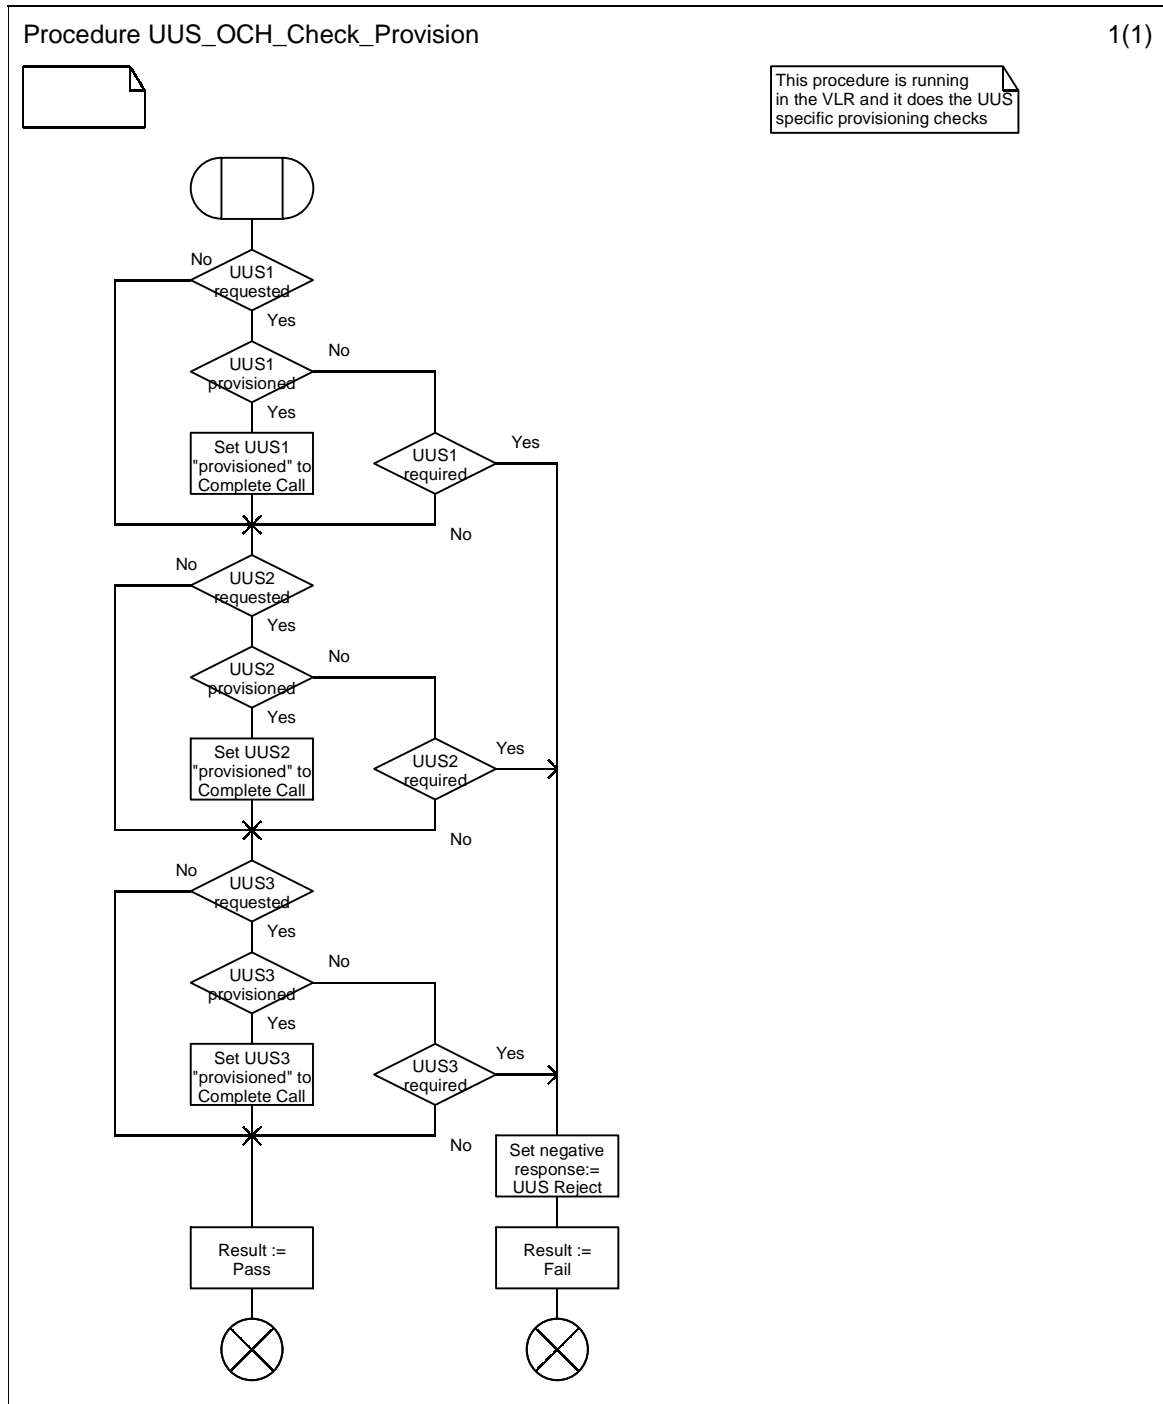 Procedure UUS_OCH_Check_Provision
1(1)
This procedure is running
in the VLR and it does the UUS
specific provisioning checks
No
UUS1
requested
Yes
UUS1
provisioned
No
Yes
Set UUS1
"provisioned" to
Complete Call
UUS1
required
Yes
No
No
UUS2
requested
Yes
UUS2
provisioned
No
Yes
Set UUS2
"provisioned" to
Complete Call
UUS2
required
Yes
No
No
UUS3
requested
Yes
UUS3
provisioned
No
Yes
Set UUS3
"provisioned" to
Complete Call
UUS3
required
Yes
No
Set negative
response:=
UUS Reject
Result :=
Pass
Result :=
Fail